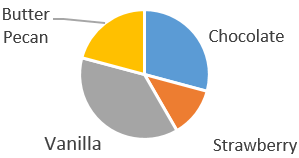 Butter
Pecan
Chocolate
Vanilla
Strawberry